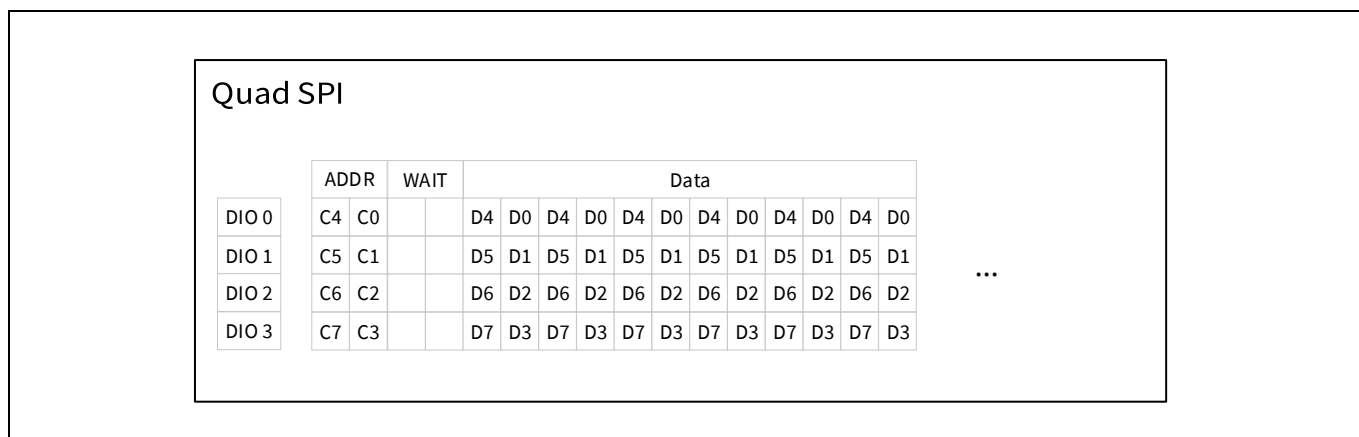 Quad SPI
ADDR WAIT Data
DIO 0 C4 C0 D4 D0 D4 D0 D4 D0 D4 D0 D4 D0 D4 D0
DIO 1 C5 C1 D5 D1 D5 D1 D5 D1 D5 D1 D5 D1 D5 D1
...
DIO 2 C6 C2 D6 D2 D6 D2 D6 D2 D6 D2 D6 D2 D6 D2
DIO 3 C7 C3 D7 D3 D7 D3 D7 D3 D7 D3 D7 D3 D7 D3